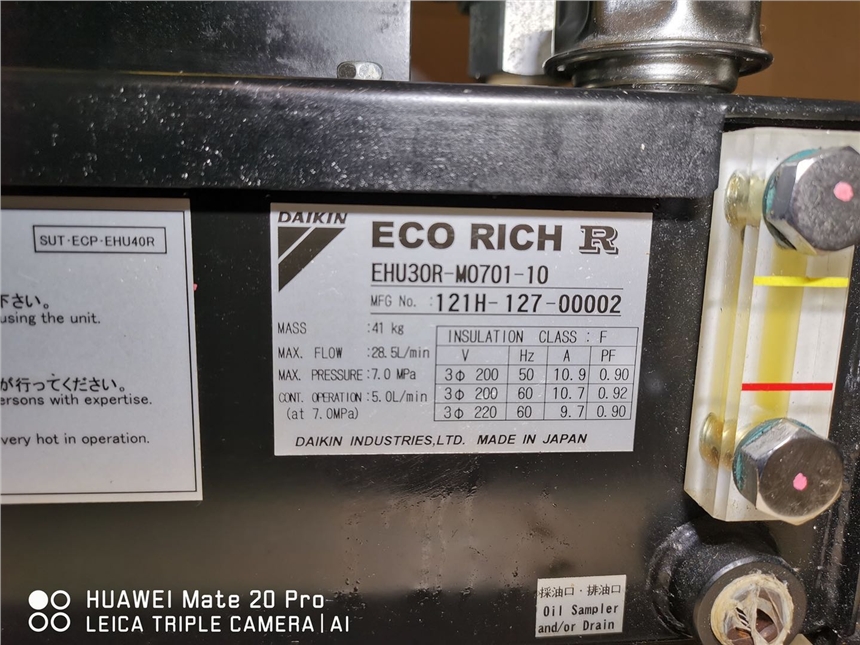 SUT·ECP·EHU40R
下さい。
using the unit.
が行ってください。
ersons with expertise.
very hot in operation.
DAIKIN
ECO RICH R
EHU30R-M0701-10
MFG No. :121H-127-00002
MASS :41 kg
MAX. FLOW :28.5L/min
MAX. PRESSURE:7.0 MPa
CONT. OPERATION:5.0L/min
(at 7.0MPa)
INSULATION CLASS : F
V Hz A PF
3Φ 200 50 10.9 0.90
3Φ 200 60 10.7 0.92
3Φ 220 60 9.7 0.90
DAIKIN INDUSTRIES,LTD. MADE IN JAPAN
採油口・排油口
Oil Sampler
and/or Drain
HUAWEI Mate 20 Pro
LEICA TRIPLE CAMERA|AI